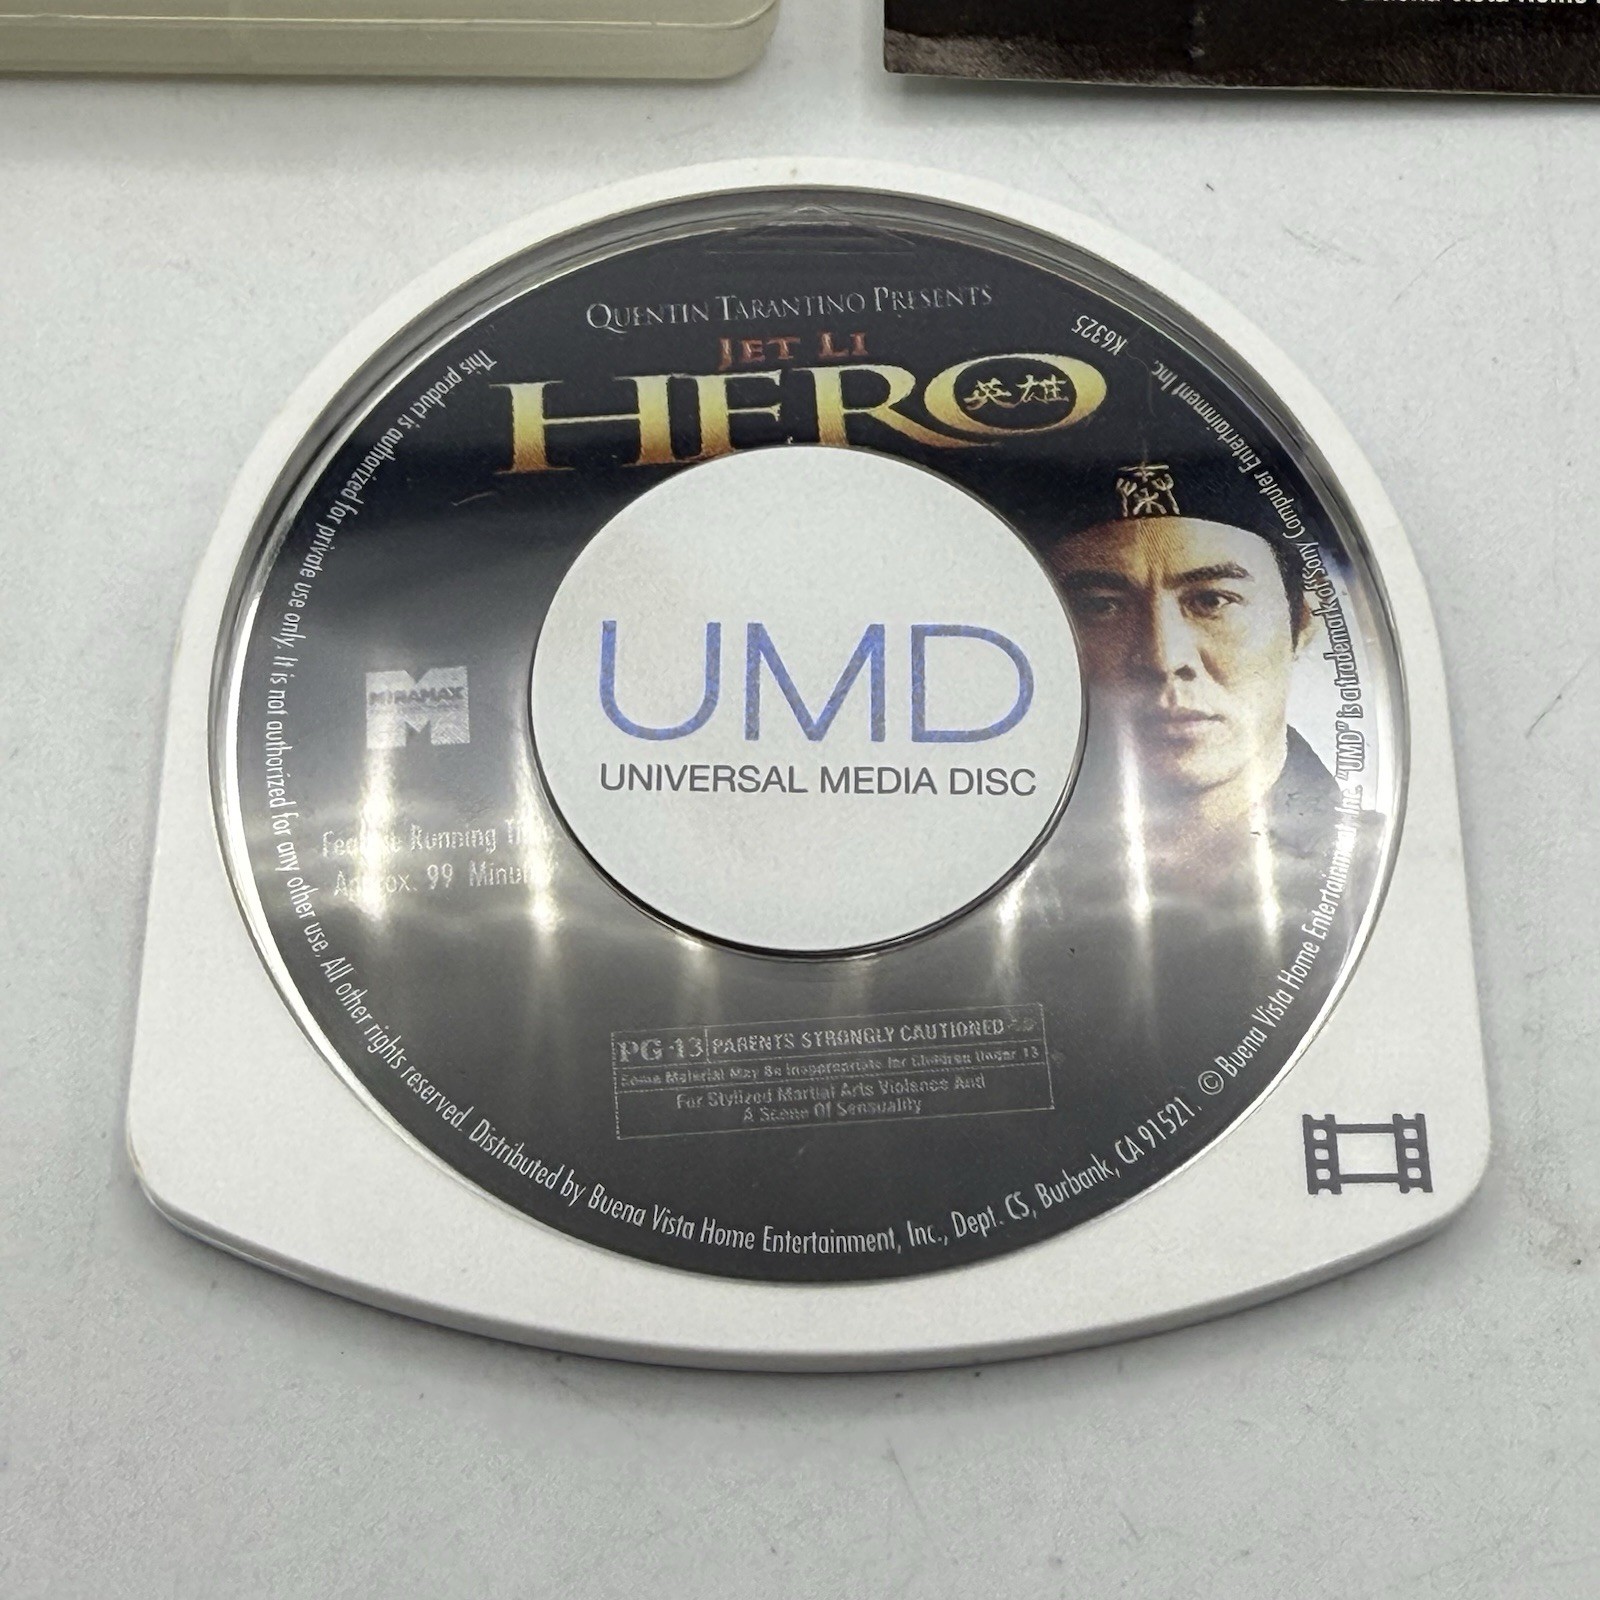 QUENTIN TARANTINO PRESENTS
JET LI
HERO
英雄
K6325
UMD
UNIVERSAL MEDIA DISC
MIRAMAX
Feature Running
Approx. 99
PG-13 PARENTS STRONGLY CAUTIONED
Some Material May Be Inappropriate for Children Under 13
For Stylized Martial Arts Violence And
A Scene Of Sensuality
This product is authorized for private use only. It is not authorized for any other use. All other rights reserved. Distributed by Buena Vista Home Entertainment, Inc., Dept. CS, Burbank, CA 91521. © Buena Vista Home Entertainment, Inc. "UMD" is a trademark of Sony Computer Entertainment Inc.